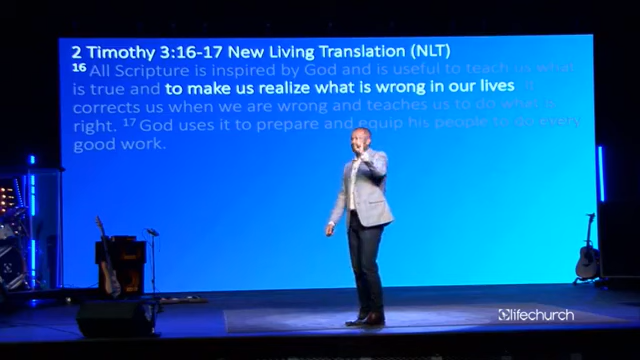 2 Timothy 3:16-17 New Living Translation (NLT)
16 All Scripture is inspired by God and is useful to teach us what
is true and to make us realize what is wrong in our lives. It
corrects us when we are wrong and teaches us to do what is
right. 17 God uses it to prepare and equip his people to do every
good work.
lifechurch